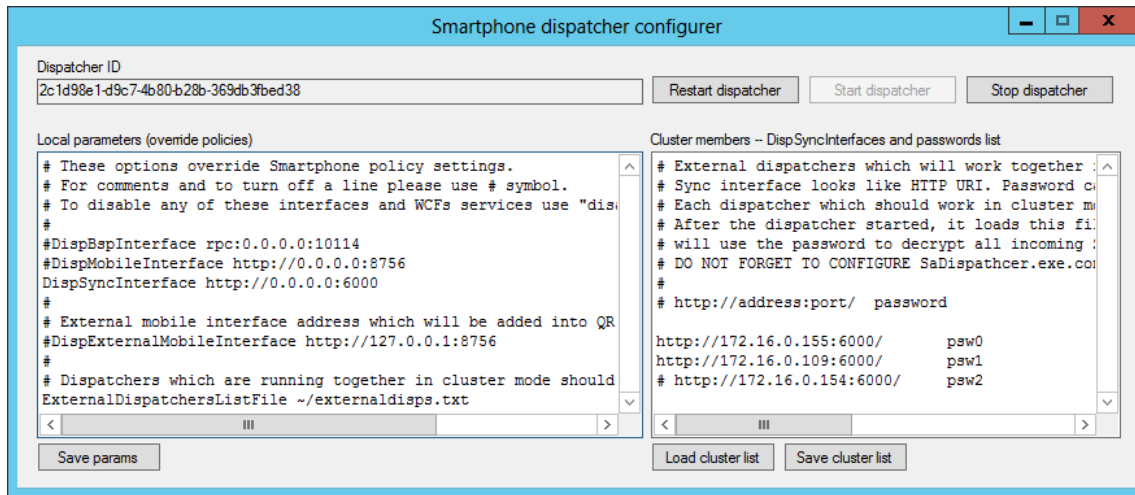 Smartphone dispatcher configurer
Dispatcher ID
2c1d98e1-d9c7-4b80-b28b-369db3fbed38
Restart dispatcher
Start dispatcher
Stop dispatcher
Local parameters (override policies)
# These options override Smartphone policy settings.
# For comments and to turn off a line please use # symbol.
# To disable any of these interfaces and WCFs services use "disa
#
#DispBspInterface rpc:0.0.0.0:10114
#DispMobileInterface http://0.0.0.0:8756
DispSyncInterface http://0.0.0.0:6000
#
# External mobile interface address which will be added into QR
#DispExternalMobileInterface http://127.0.0.1:8756
#
# Dispatchers which are running together in cluster mode should
ExternalDispatchersListFile ~/externaldisps.txt
Save params
Cluster members -- DispSyncInterfaces and passwords list
# External dispatchers which will work together
# Sync interface looks like HTTP URI. Password ca
# Each dispatcher which should work in cluster mo
# After the dispatcher started, it loads this fi
# will use the password to decrypt all incoming
# DO NOT FORGET TO CONFIGURE SaDispathcer.exe.con
#
# http://address:port/ password
http://172.16.0.155:6000/ psw0
http://172.16.0.109:6000/ psw1
# http://172.16.0.154:6000/ psw2
Load cluster list
Save cluster list